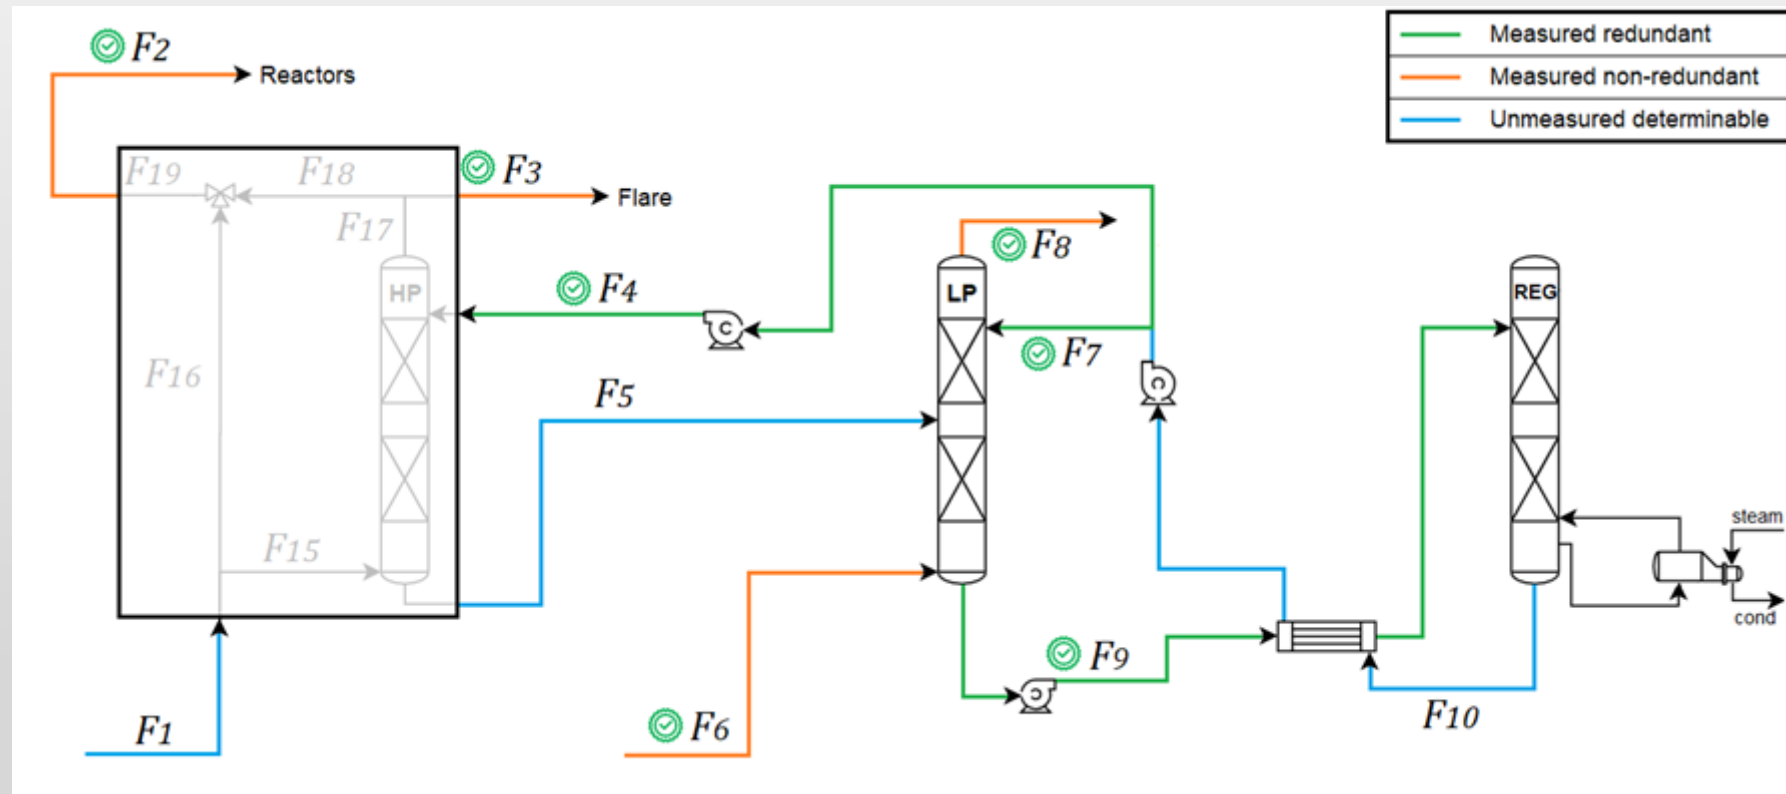 F2
Reactors
Measured redundant
Measured non-redundant
Unmeasured determinable
F19
F18
F3
Flare
F17
F8
F4
HP
LP
REG
C
F7
F16
C
F5
steam
F15
cond
F9
C
F10
F1
F6